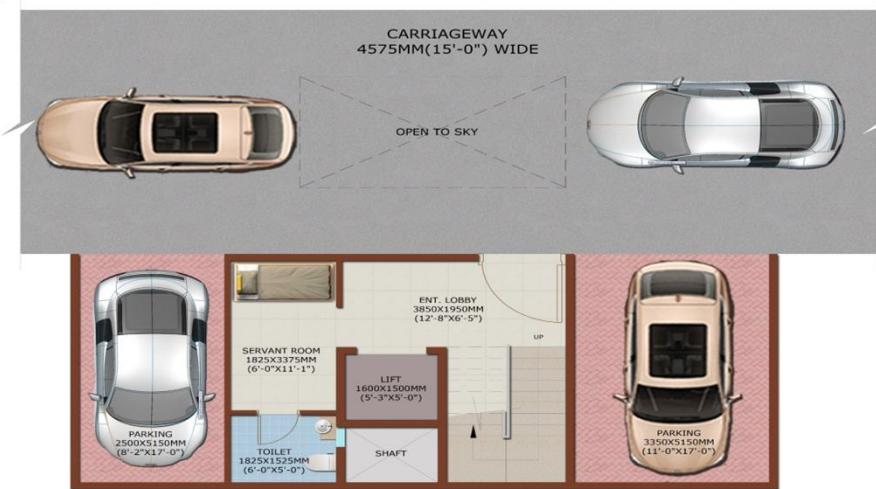 CARRIAGEWAY
4575MM(15'-0") WIDE
OPEN TO SKY
ENT. LOBBY
3850X1950MM
(12'-8"X6'-5")
UP
SERVANT ROOM
1825X3375MM
(6'-0"X11'-1")
LIFT
1600X1500MM
(5'-3"X5'-0")
PARKING
2500X5150MM
(8'-2"X17'-0")
TOILET
1825X1525MM
(6'-0"X5'-0")
SHAFT
PARKING
3350X5150MM
(11'-0"X17'-0")